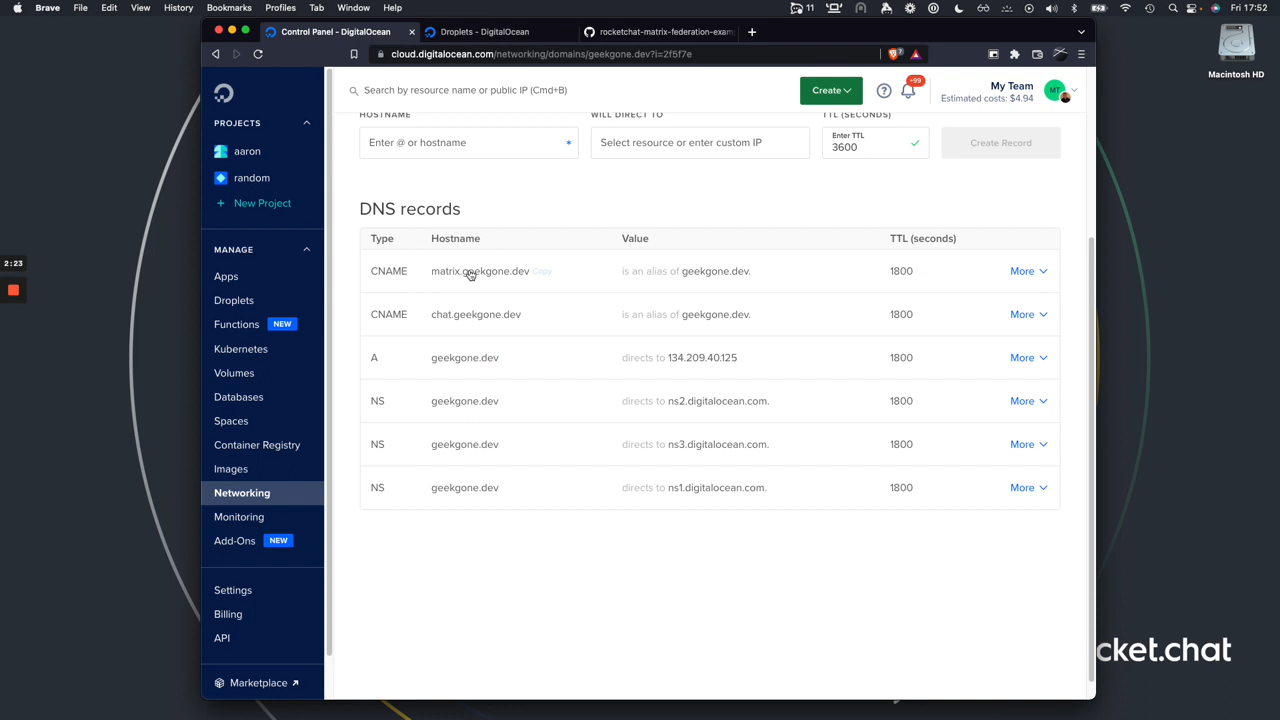 Brave File Edit View History Bookmarks Tab Window Help
11
Fri 17:52
Control Panel - DigitalOcean
Droplets - DigitalOcean
rocketchat-matrix-federation-exam
cloud.digitalocean.com/networking/domains/geekgone.dev?i=2f5f7e
7
Macintosh HD
Search by resource name or public IP (Cmd+B)
Create
+99
My Team
Estimated costs: $4.94
MT
PROJECTS
aaron
random
+ New Project
MANAGE
Apps
Droplets
Functions NEW
Kubernetes
Volumes
Databases
Spaces
Container Registry
Images
Networking
Monitoring
Add-Ons NEW
Settings
Billing
API
Marketplace
2:23
HOSTNAME WILL DIRECT TO TTL (SECONDS)
Enter @ or hostname *
Select resource or enter custom IP
Enter TTL
3600
Create Record
DNS records
Type Hostname Value TTL (seconds)
CNAME matrix.geekgone.dev Copy is an alias of geekgone.dev. 1800 More
CNAME chat.geekgone.dev is an alias of geekgone.dev. 1800 More
A geekgone.dev directs to 134.209.40.125 1800 More
NS geekgone.dev directs to ns2.digitalocean.com. 1800 More
NS geekgone.dev directs to ns3.digitalocean.com. 1800 More
NS geekgone.dev directs to ns1.digitalocean.com. 1800 More
cket.chat